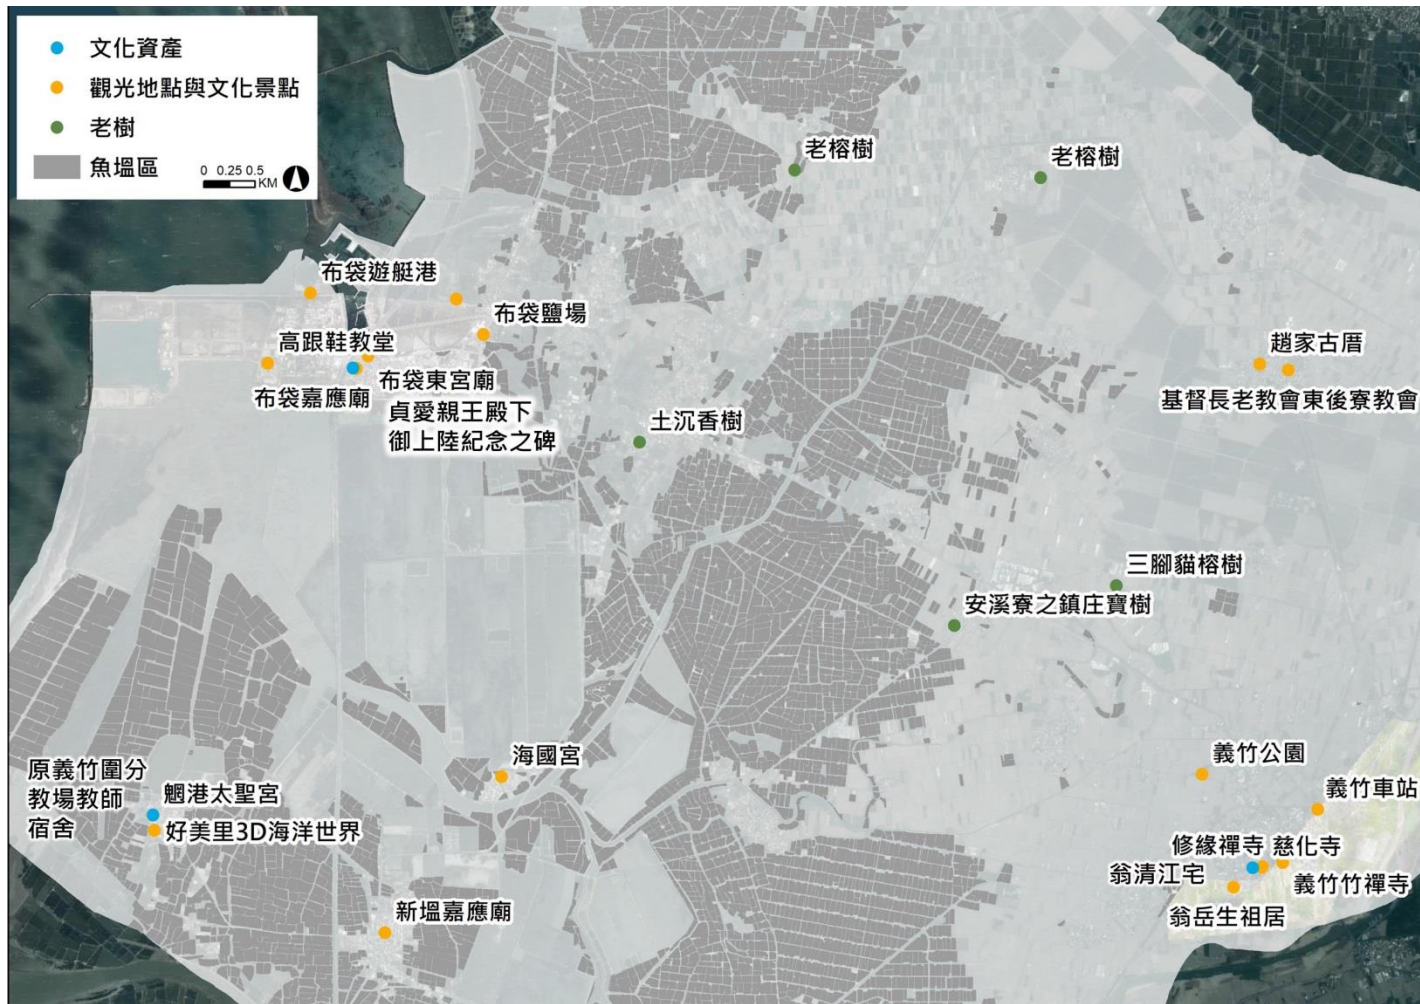 文化資產
觀光地點與文化景點
老樹
魚塭區
0 0.25 0.5
KM
老榕樹
老榕樹
布袋遊艇港
布袋鹽場
高跟鞋教堂
布袋東宮廟
布袋嘉應廟
貞愛親王殿下
御上陸紀念之碑
趙家古厝
基督長老教會東後寮教會
土沉香樹
三腳貓榕樹
安溪寮之鎮庄寶樹
海國宮
原義竹圍分
教場教師
宿舍
魍港太聖宮
好美里3D海洋世界
新塭嘉應廟
義竹公園
義竹車站
修緣禪寺
慈化寺
翁清江宅
義竹竹禪寺
翁岳生祖居